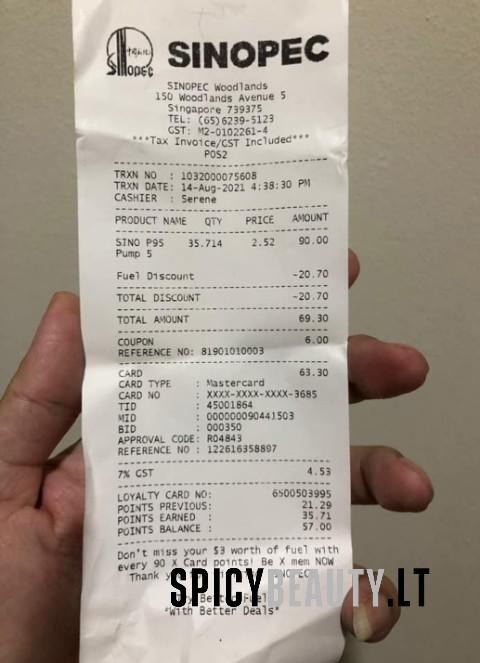 中国石化
SINOPEC
SINOPEC
SINOPEC Woodlands
150 Woodlands Avenue 5
Singapore 739375
TEL: (65)6239-5123
GST: M2-0102261-4
***Tax Invoice/GST Included***
POS2
TRXN NO : 1032000075608
TRXN DATE: 14-Aug-2021 4:38:30 PM
CASHIER : Serene
PRODUCT NAME QTY PRICE AMOUNT
SINO P95 35.714 2.52 90.00
Pump 5
Fuel Discount -20.70
TOTAL DISCOUNT -20.70
TOTAL AMOUNT 69.30
COUPON 6.00
REFERENCE NO: 81901010003
CARD 63.30
CARD TYPE : Mastercard
CARD NO : XXXX-XXXX-XXXX-3685
TID : 45001864
MID : 000000090441503
BID : 000350
APPROVAL CODE: R04843
REFERENCE NO : 122616358897
7% GST 4.53
LOYALTY CARD NO: 6500503995
POINTS PREVIOUS: 21.29
POINTS EARNED : 35.71
POINTS BALANCE : 57.00
Don't miss your $3 worth of fuel with
every 90 X Card points! Be X mem NOW
Thank
SPICYBEAUTY.LT
Fuel
"With Better Deals"